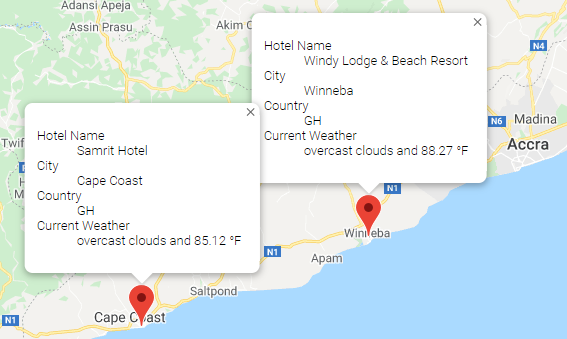 Adansi Apeja
Assin Prasu
Akim
N4
×
Hotel Name
Windy Lodge & Beach Resort
City
Winneba
Country
GH
Current Weather
overcast clouds and 88.27 °F
N6
Madina
Accra
×
Hotel Name
Samrit Hotel
City
Cape Coast
Country
GH
Current Weather
overcast clouds and 85.12 °F
N1
Winneba
N1
Apam
Saltpond
N1
Cape Coast